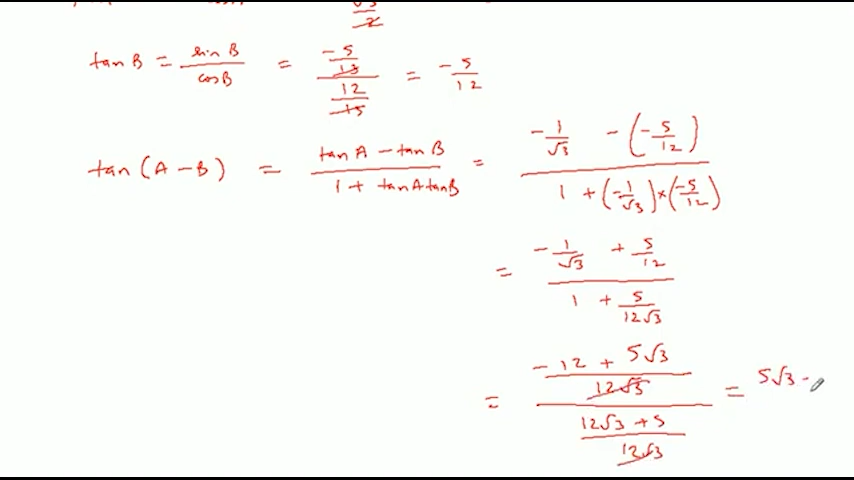 √3/2
tan B = sin B / cos B = (-5/13) / (12/13) = -5/12
tan (A - B) = (tan A - tan B) / (1 + tan A tan B) = (-1/√3 - (-5/12)) / (1 + (-1/√3) × (-5/12))
= (-1/√3 + 5/12) / (1 + 5/12√3)
= ((-12 + 5√3) / 12√3) / ((12√3 + 5) / 12√3) = 5√3 -